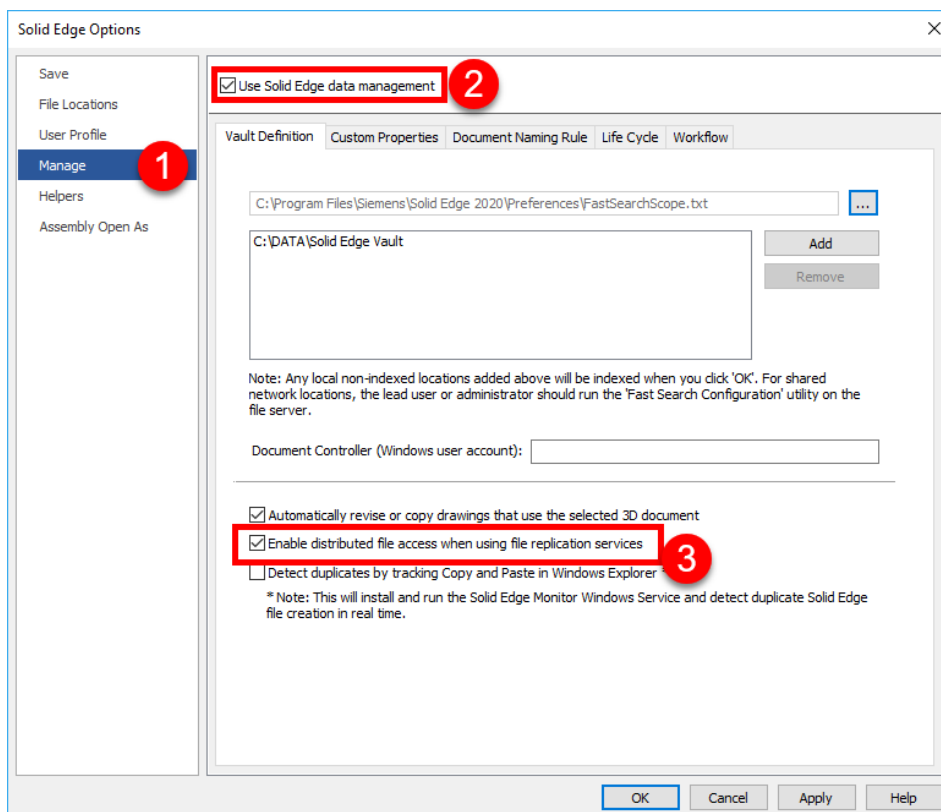 Solid Edge Options
Save
File Locations
User Profile
Manage
1
Helpers
Assembly Open As
Use Solid Edge data management
2
Vault Definition
Custom Properties
Document Naming Rule
Life Cycle
Workflow
C:\Program Files\Siemens\Solid Edge 2020\Preferences\FastSearchScope.txt
...
C:\DATA\Solid Edge Vault
Add
Remove
Note: Any local non-indexed locations added above will be indexed when you click 'OK'. For shared
network locations, the lead user or administrator should run the 'Fast Search Configuration' utility on the
file server.
Document Controller (Windows user account):
Automatically revise or copy drawings that use the selected 3D document
Enable distributed file access when using file replication services
3
Detect duplicates by tracking Copy and Paste in Windows Explorer *
* Note: This will install and run the Solid Edge Monitor Windows Service and detect duplicate Solid Edge
file creation in real time.
OK
Cancel
Apply
Help